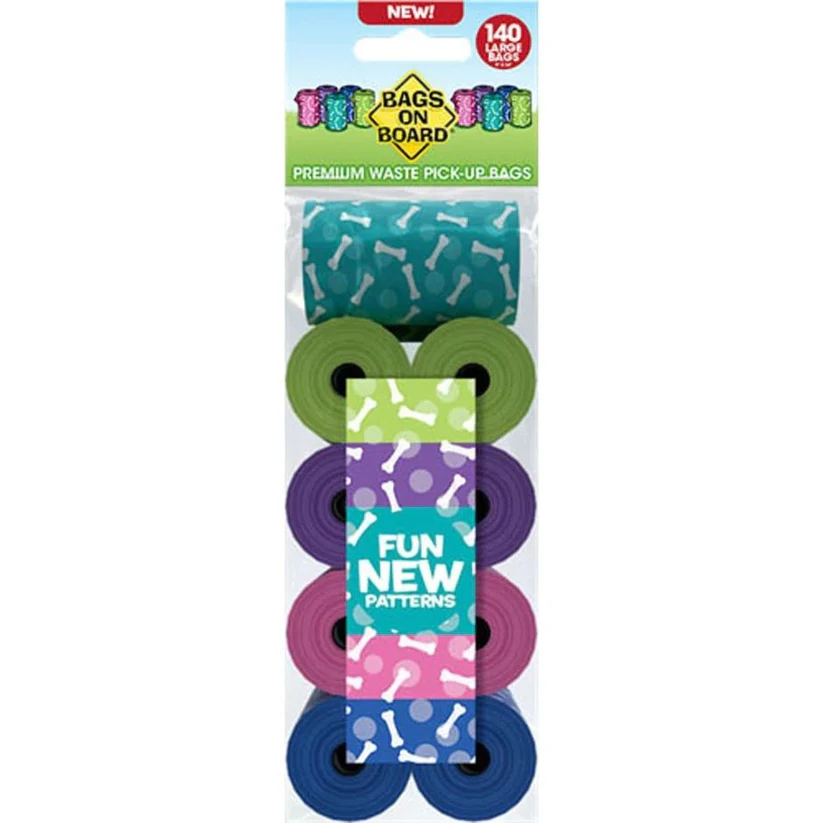 NEW!
140
LARGE
BAGS
BAGS
ON
BOARD
PREMIUM WASTE PICK-UP BAGS
FUN
NEW
PATTERNS